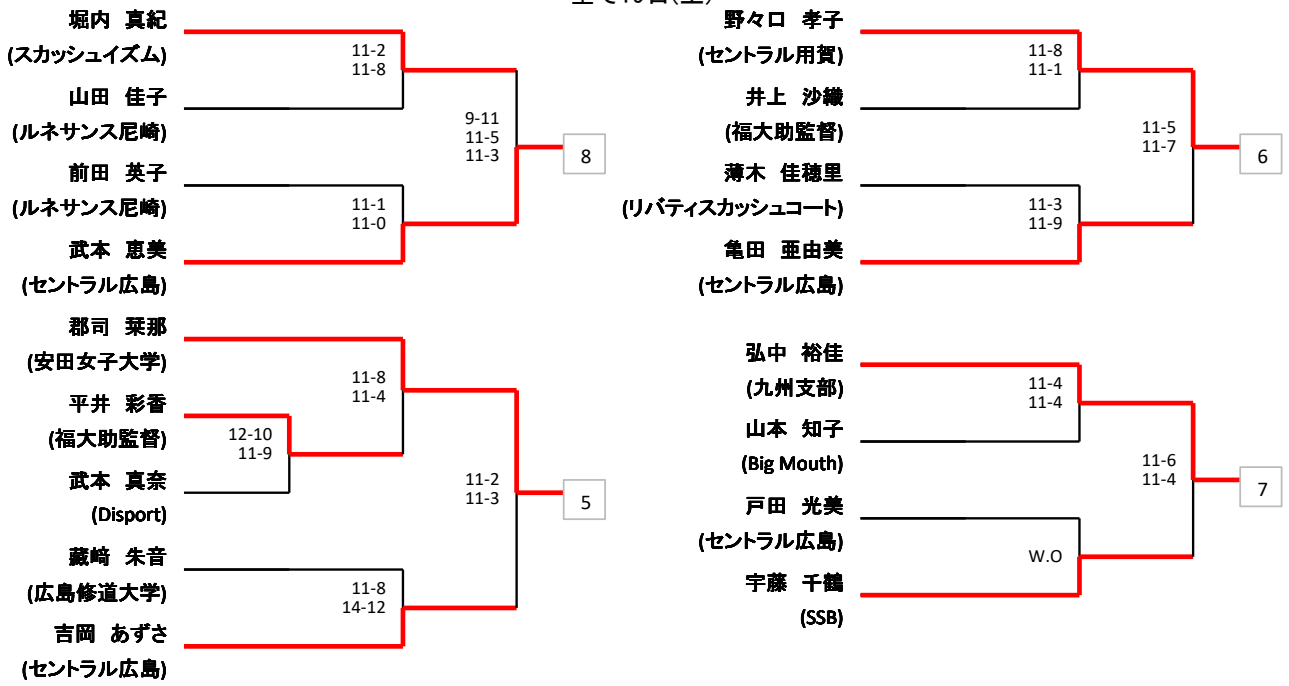 堀内 真紀
(スカッシュイズム)
11-2
11-8
山田 佳子
(ルネサンス尼崎)
9-11
11-5
11-3
8
前田 英子
(ルネサンス尼崎)
11-1
11-0
武本 恵美
(セントラル広島)
郡司 栞那
(安田女子大学)
11-8
11-4
平井 彩香
(福大助監督)
12-10
11-9
武本 真奈
(Disport)
11-2
11-3
5
藏﨑 朱音
(広島修道大学)
11-8
14-12
吉岡 あずさ
(セントラル広島)
野々口 孝子
(セントラル用賀)
11-8
11-1
井上 沙織
(福大助監督)
11-5
11-7
6
薄木 佳穂里
(リバティスカッシュコート)
11-3
11-9
亀田 亜由美
(セントラル広島)
弘中 裕佳
(九州支部)
11-4
11-4
山本 知子
(Big Mouth)
11-6
11-4
7
戸田 光美
(セントラル広島)
W.O
宇藤 千鶴
(SSB)